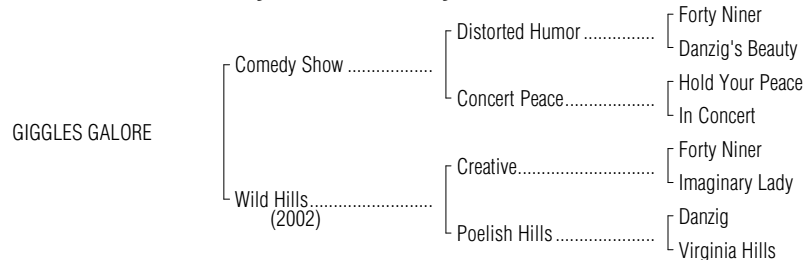 Forty Niner
Distorted Humor ...............
Danzig's Beauty
Comedy Show ..................
Hold Your Peace
Concert Peace...................
In Concert
GIGGLES GALORE
Forty Niner
Creative.............................
Imaginary Lady
Wild Hills..........................
(2002)
Danzig
Poelish Hills .....................
Virginia Hills